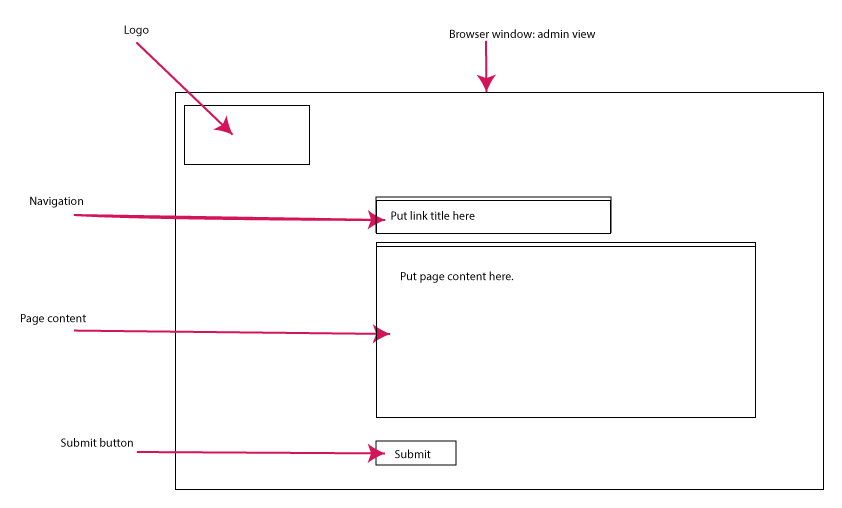 Logo
Browser window: admin view
Navigation
Put link title here
Put page content here.
Page content
Submit button
Submit